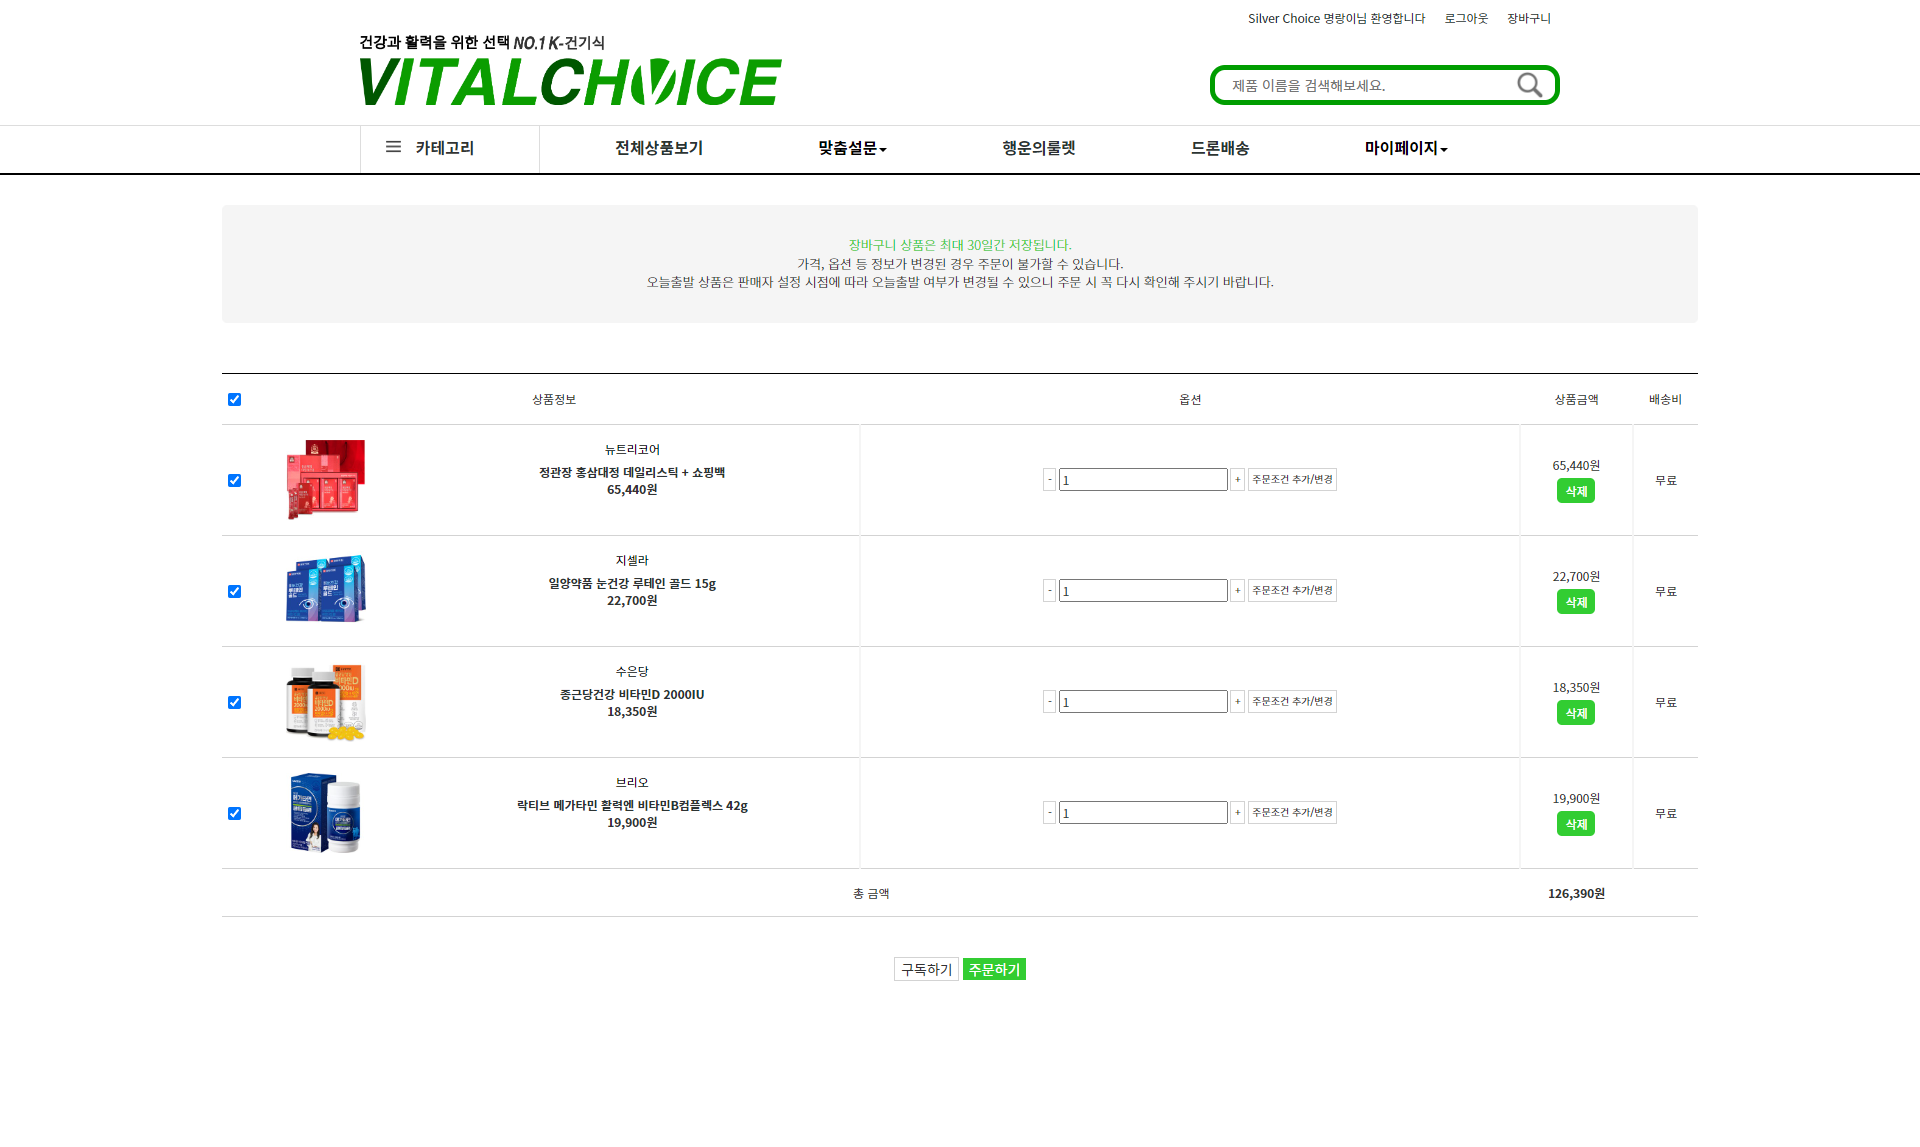 Silver Choice 명랑이님 환영합니다 로그아웃 장바구니
건강과 활력을 위한 선택 NO.1 K-건기식
VITALCHOICE
제품 이름을 검색해보세요.
카테고리 전체상품보기 맞춤설문 행운의룰렛 드론배송 마이페이지
장바구니 상품은 최대 30일간 저장됩니다.
가격, 옵션 등 정보가 변경된 경우 주문이 불가할 수 있습니다.
오늘출발 상품은 판매자 설정 시점에 따라 오늘출발 여부가 변경될 수 있으니 주문 시 꼭 다시 확인해 주시기 바랍니다.
상품정보 옵션 상품금액 배송비
뉴트리코어
정관장 홍삼대정 데일리스틱 + 쇼핑백
65,440원
- 1 + 주문조건 추가/변경
65,440원
삭제
무료
지셀라
일양약품 눈건강 루테인 골드 15g
22,700원
- 1 + 주문조건 추가/변경
22,700원
삭제
무료
루테인
골드
수은당
종근당건강 비타민D 2000IU
18,350원
- 1 + 주문조건 추가/변경
18,350원
삭제
무료
비타민D
브리오
락티브 메가타민 활력엔 비타민B컴플렉스 42g
19,900원
- 1 + 주문조건 추가/변경
19,900원
삭제
무료
총 금액 126,390원
구독하기 주문하기